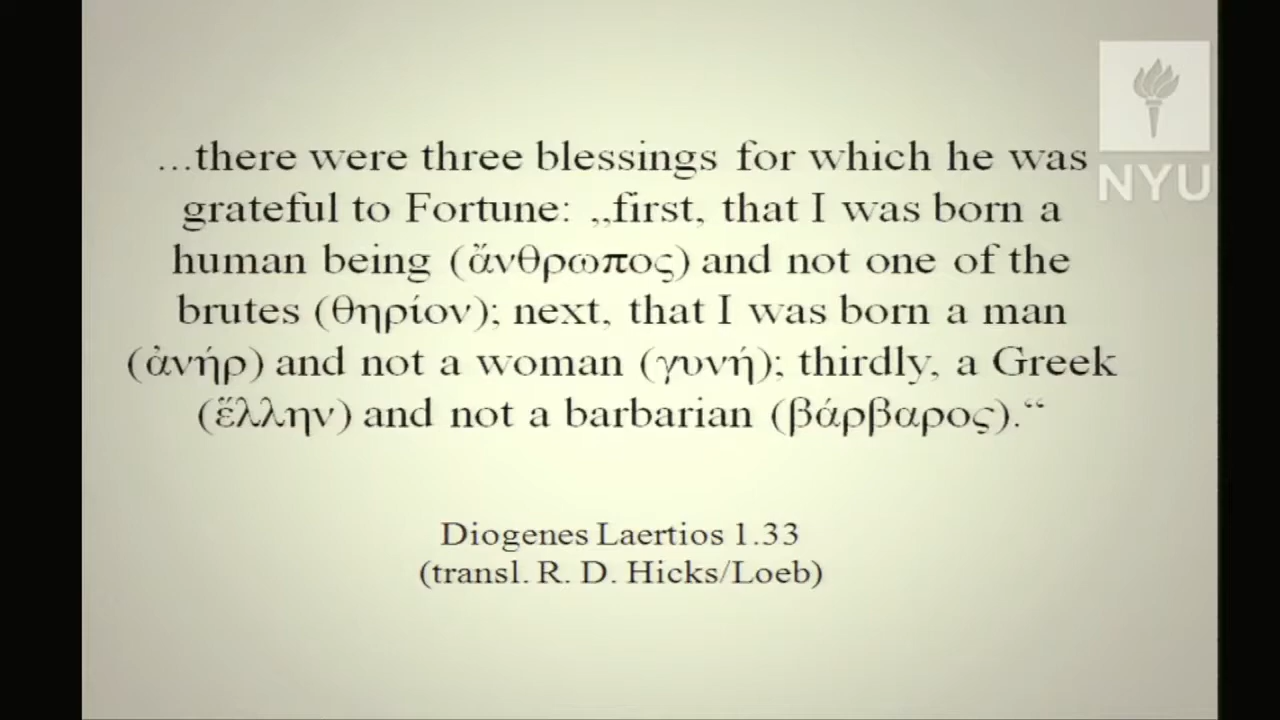 ...there were three blessings for which he was
grateful to Fortune: „first, that I was born a
human being (ἄνθρωπος) and not one of the
brutes (θηρίον); next, that I was born a man
(ἀνήρ) and not a woman (γυνή); thirdly, a Greek
(ἕλλην) and not a barbarian (βάρβαρος).“
Diogenes Laertios 1.33
(transl. R. D. Hicks/Loeb)
NYU